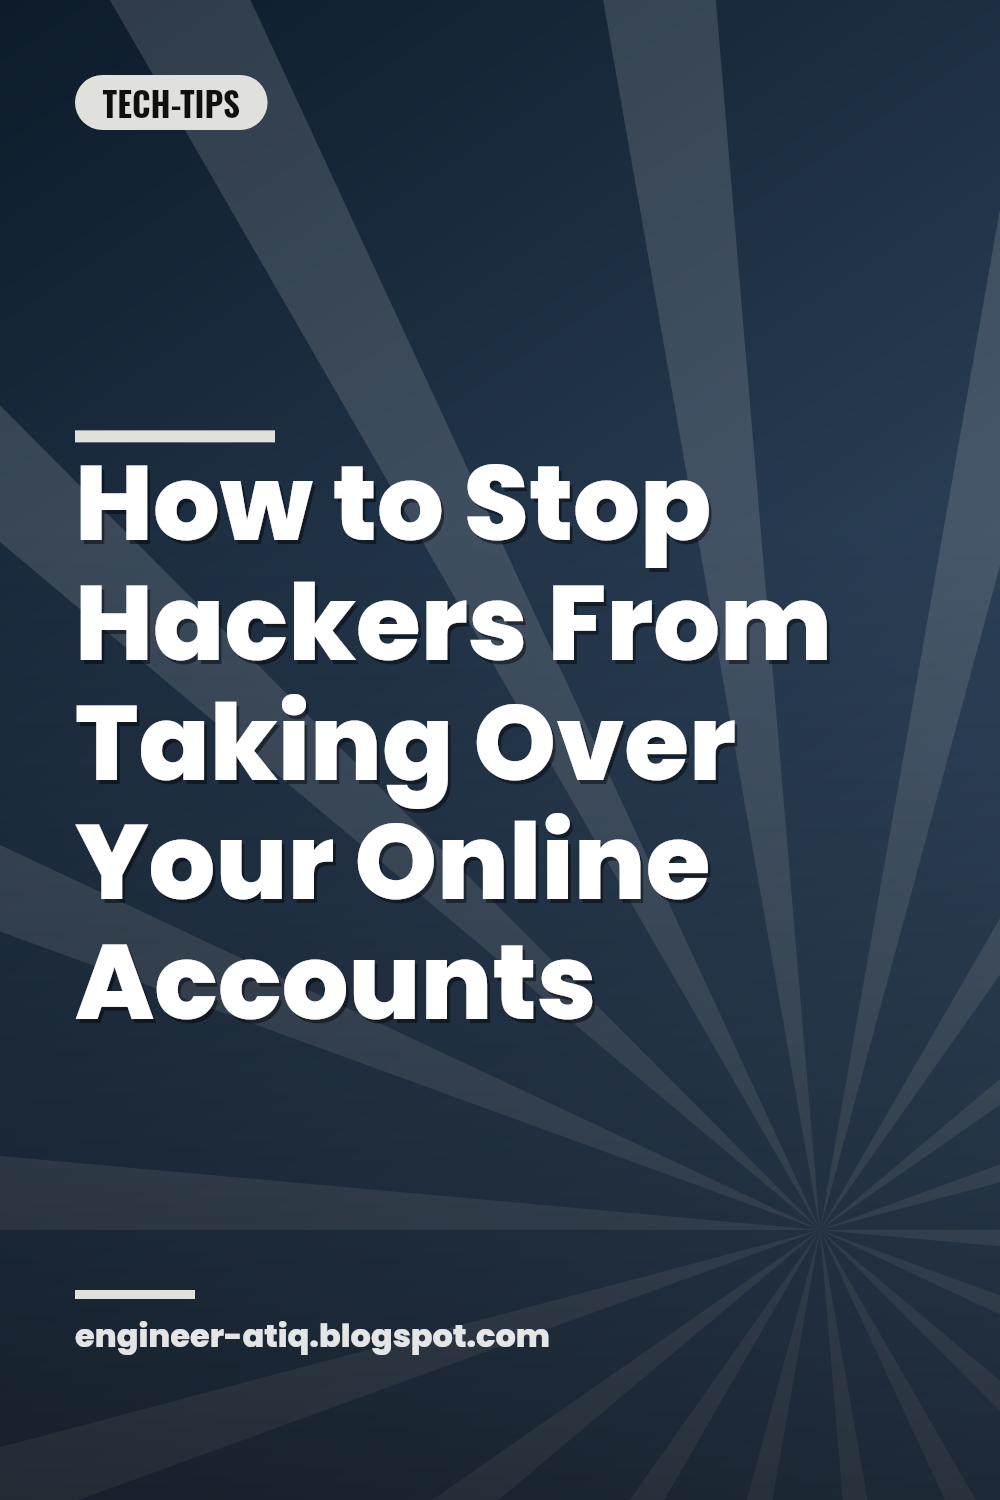 TECH-TIPS
How to Stop
Hackers From
Taking Over
Your Online
Accounts
engineer-atiq.blogspot.com